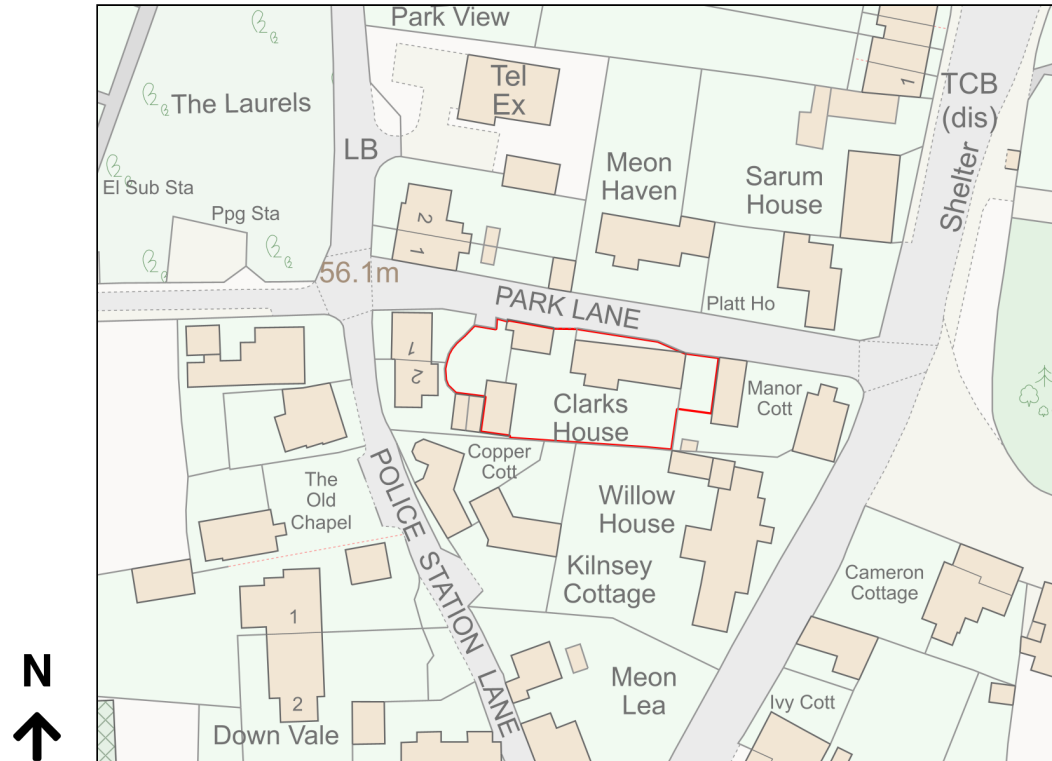 Park View
Tel
Ex
1
TCB
(dis)
The Laurels
LB
Meon
Haven
Sarum
House
Shelter
El Sub Sta
Ppg Sta
2
1
56.1m
PARK LANE
Platt Ho
1
2
Clarks
House
Manor
Cott
Copper
Cott
POLICE STATION LANE
The
Old
Chapel
Willow
House
Kilnsey
Cottage
Cameron
Cottage
1
2
Down Vale
Meon
Lea
Ivy Cott
N